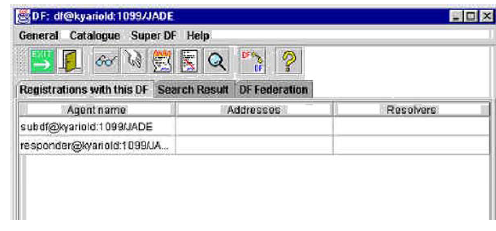 DF: df@kyariold:1099/JADE
General Catalogue Super DF Help
EXIT DF's DF
Registrations with this DF Search Result DF Federation
Agent name Addresses Resolvers
subdf@kyariold:1099/JADE
responder@kyariold:1099/JA...